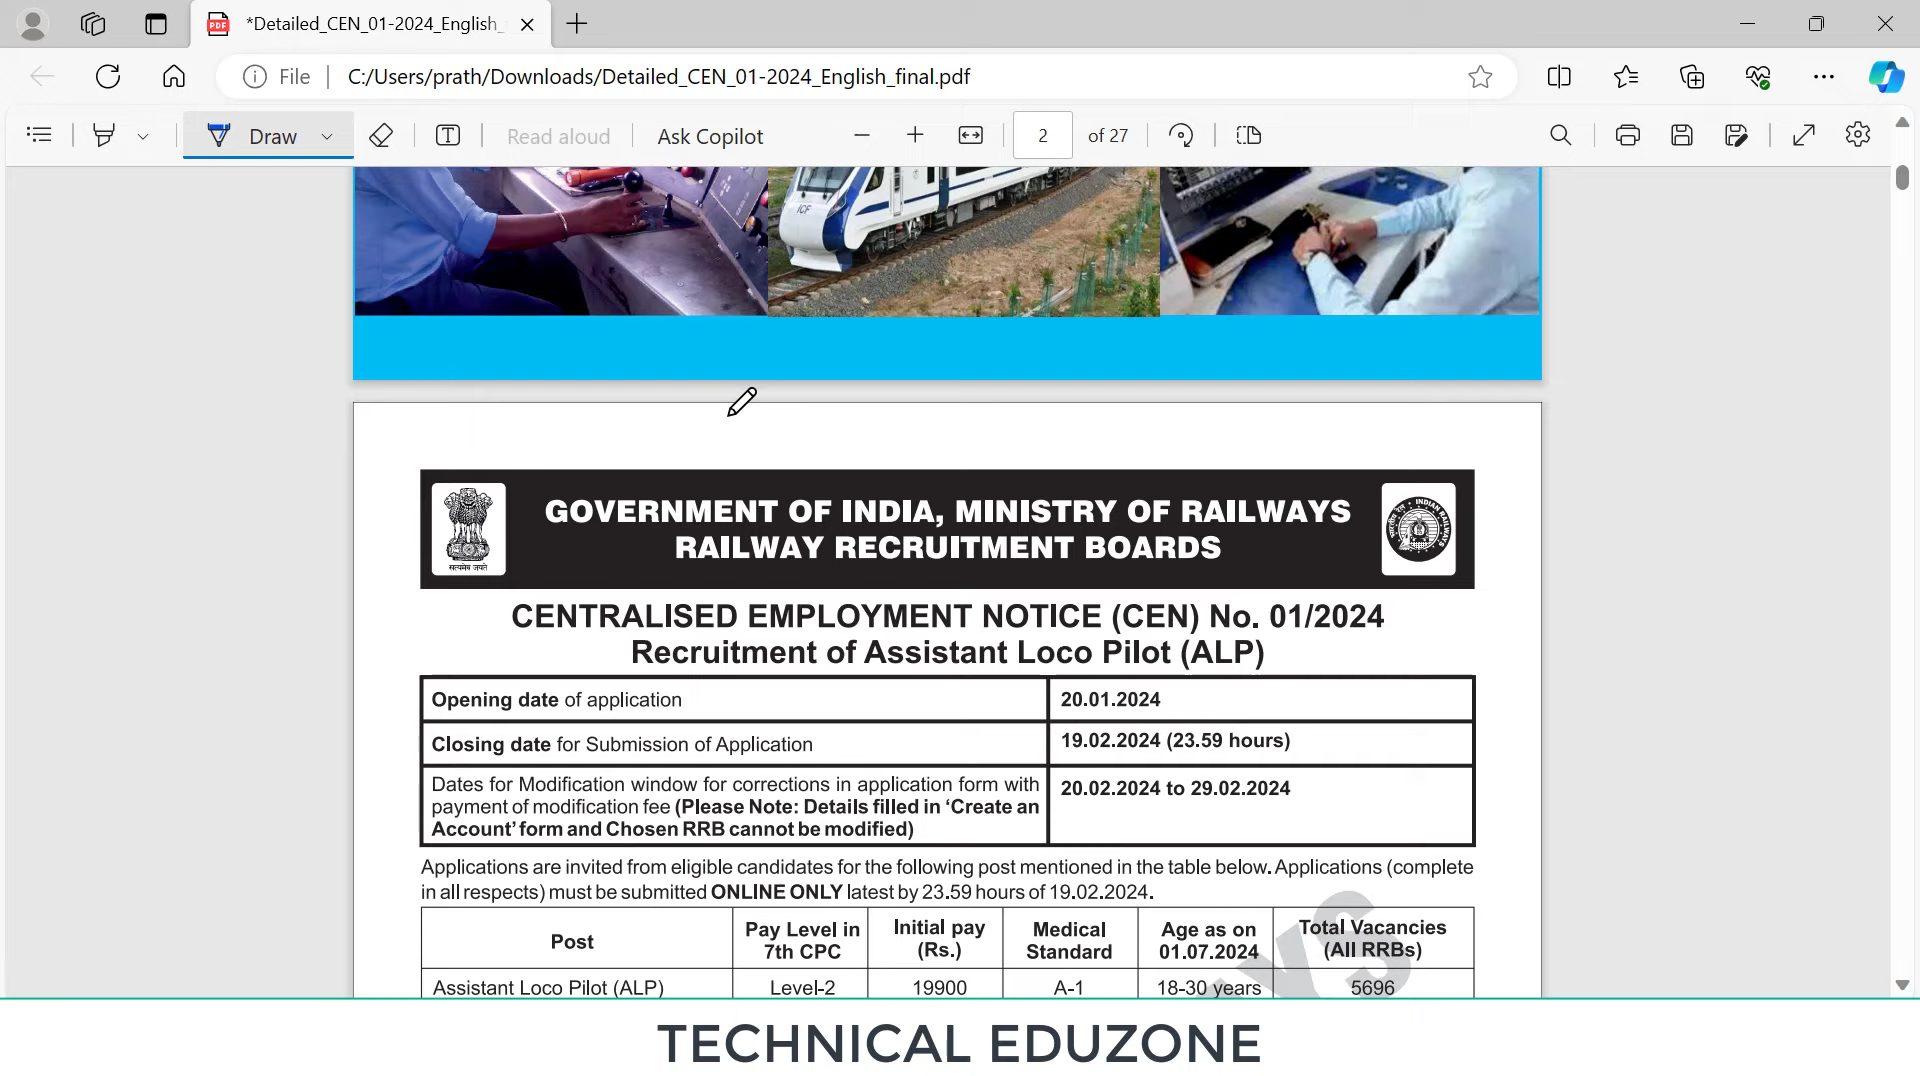 *Detailed_CEN_01-2024_English_
File
C:/Users/prath/Downloads/Detailed_CEN_01-2024_English_final.pdf
Draw
Read aloud
Ask Copilot
2
of 27
ICF
GOVERNMENT OF INDIA, MINISTRY OF RAILWAYS
RAILWAY RECRUITMENT BOARDS
सत्यमेव जयते
INDIAN RAILWAYS
CENTRALISED EMPLOYMENT NOTICE (CEN) No. 01/2024
Recruitment of Assistant Loco Pilot (ALP)
Opening date of application
20.01.2024
Closing date for Submission of Application
19.02.2024 (23.59 hours)
Dates for Modification window for corrections in application form with
payment of modification fee (Please Note: Details filled in ‘Create an
Account’ form and Chosen RRB cannot be modified)
20.02.2024 to 29.02.2024
Applications are invited from eligible candidates for the following post mentioned in the table below. Applications (complete
in all respects) must be submitted ONLINE ONLY latest by 23.59 hours of 19.02.2024.
Post
Pay Level in
7th CPC
Initial pay
(Rs.)
Medical
Standard
Age as on
01.07.2024
Total Vacancies
(All RRBs)
Assistant Loco Pilot (ALP)
Level-2
19900
A-1
18-30 years
5696
YS
TECHNICAL EDUZONE